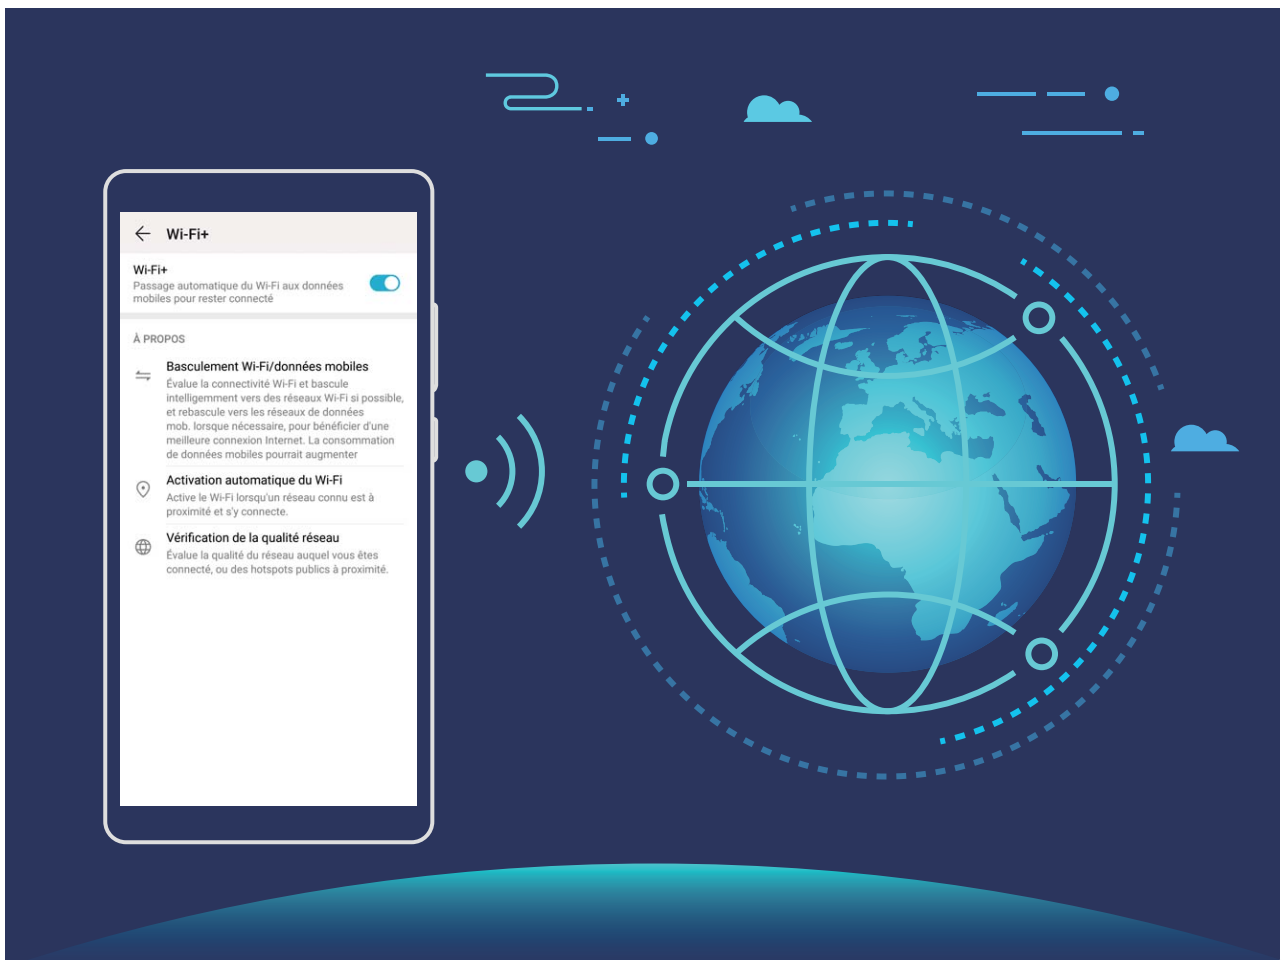 Wi-Fi+
Wi-Fi+
Passage automatique du Wi-Fi aux données
mobiles pour rester connecté
À PROPOS
Basculement Wi-Fi/données mobiles
Évalue la connectivité Wi-Fi et bascule
intelligemment vers des réseaux Wi-Fi si possible,
et rebascule vers les réseaux de données
mob. lorsque nécessaire, pour bénéficier d'une
meilleure connexion Internet. La consommation
de données mobiles pourrait augmenter
Activation automatique du Wi-Fi
Active le Wi-Fi lorsqu'un réseau connu est à
proximité et s'y connecte.
Vérification de la qualité réseau
Évalue la qualité du réseau auquel vous êtes
connecté, ou des hotspots publics à proximité.